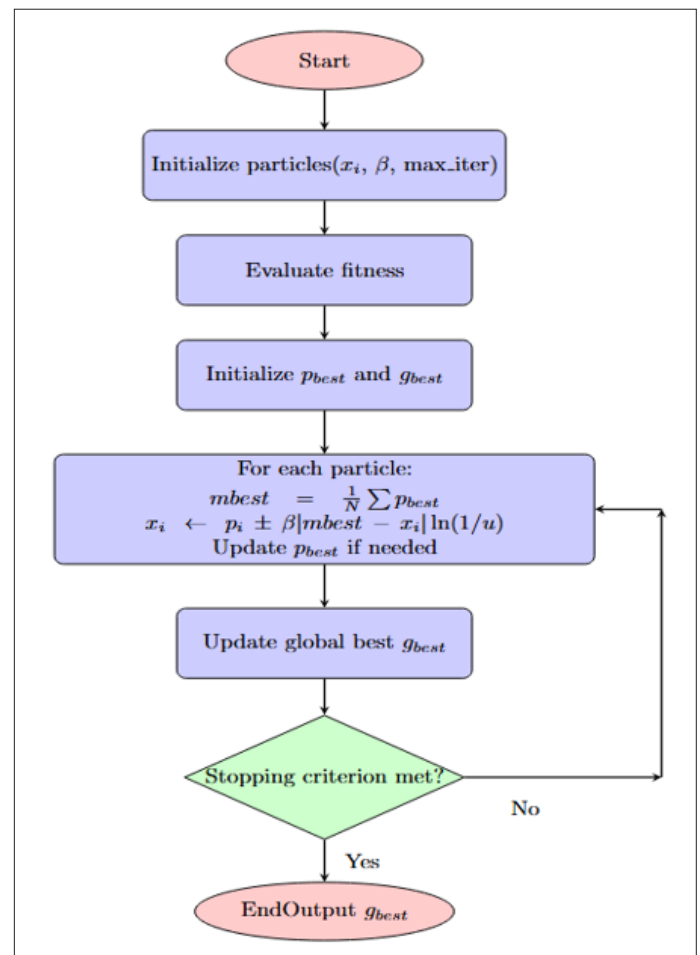 Start
Initialize particles(xᵢ, β, max_iter)
Evaluate fitness
Initialize p_best and g_best
For each particle:
mbest = 1/N ∑ p_best
xᵢ ← pᵢ ± β|mbest − xᵢ| ln(1/u)
Update p_best if needed
Update global best g_best
Stopping criterion met?
No
Yes
EndOutput g_best